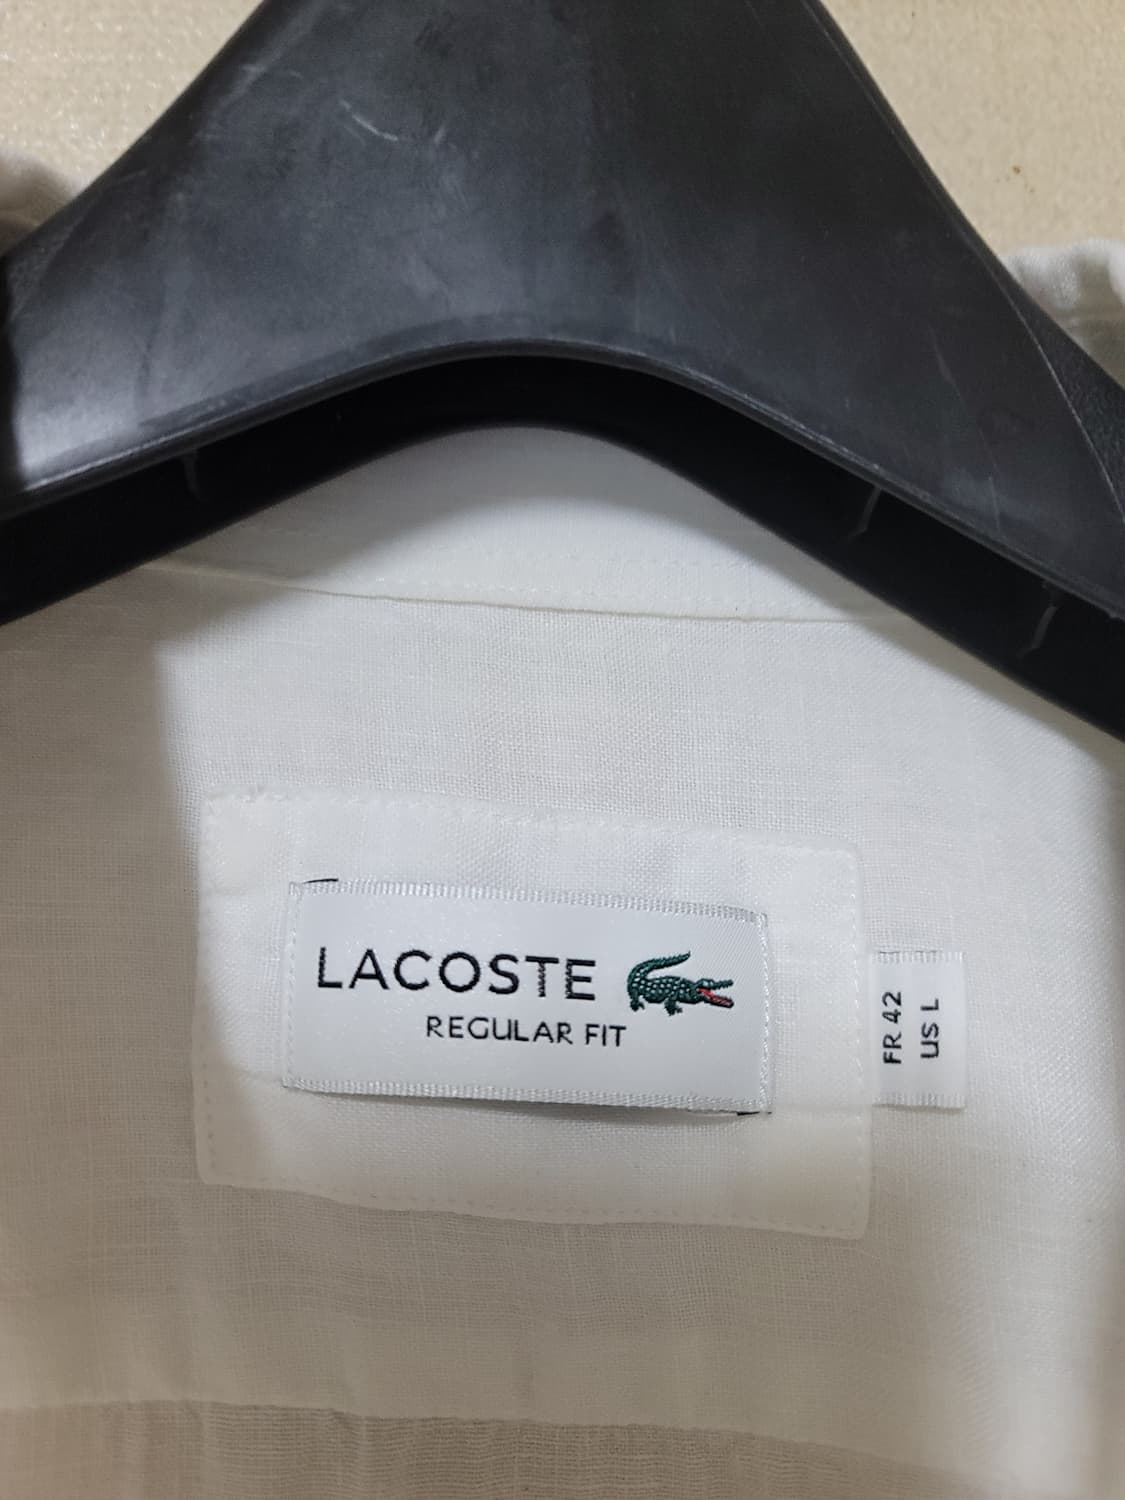 LACOSTE
REGULAR FIT
FR 42
US L